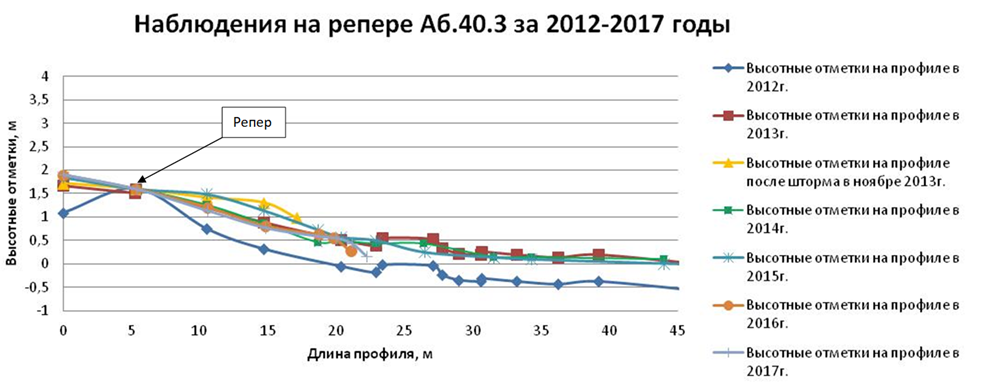 Наблюдения на репере Аб.40.3 за 2012-2017 годы
Высотные отметки, м
4
3,5
3
2,5
2
1,5
1
0,5
0
-0,5
-1
Репер
0
5
10
15
20
25
30
35
40
45
Длина профиля, м
Высотные отметки на профиле в
2012г.
Высотные отметки на профиле в
2013г.
Высотные отметки на профиле
после шторма в ноябре 2013г.
Высотные отметки на профиле в
2014г.
Высотные отметки на профиле в
2015г.
Высотные отметки на профиле в
2016г.
Высотные отметки на профиле в
2017г.